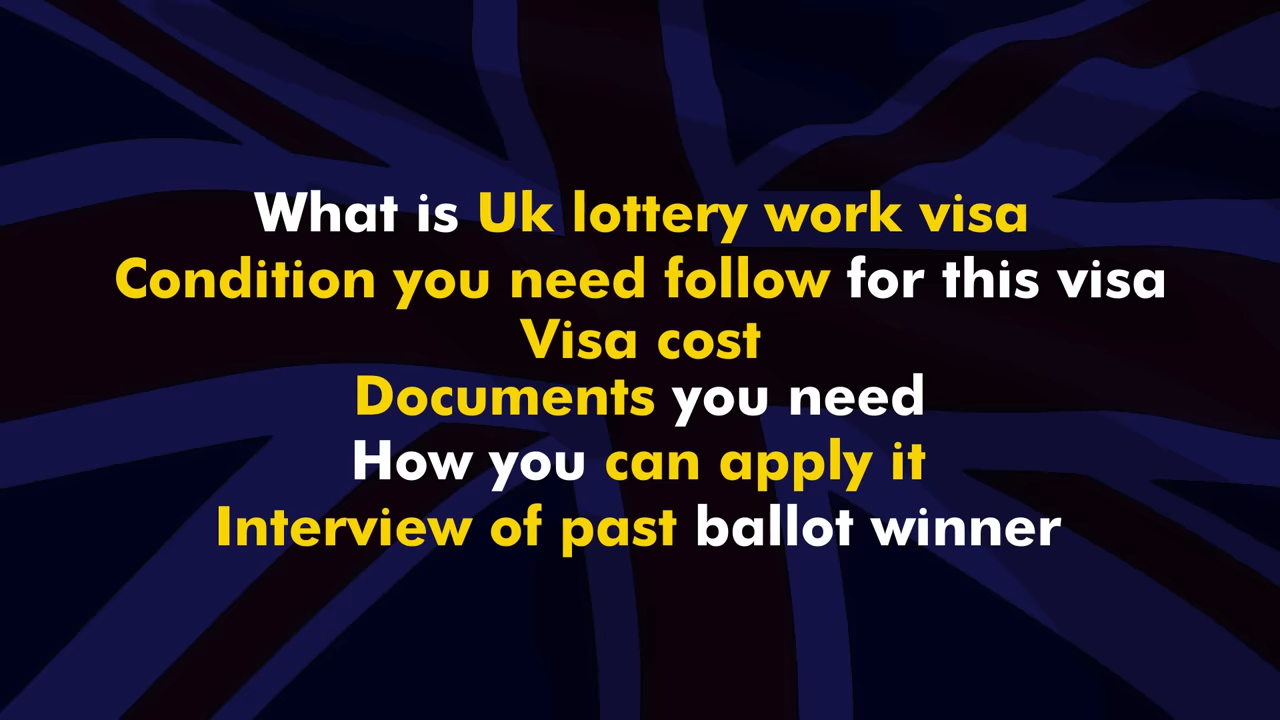 What is Uk lottery work visa
Condition you need follow for this visa
Visa cost
Documents you need
How you can apply it
Interview of past ballot winner